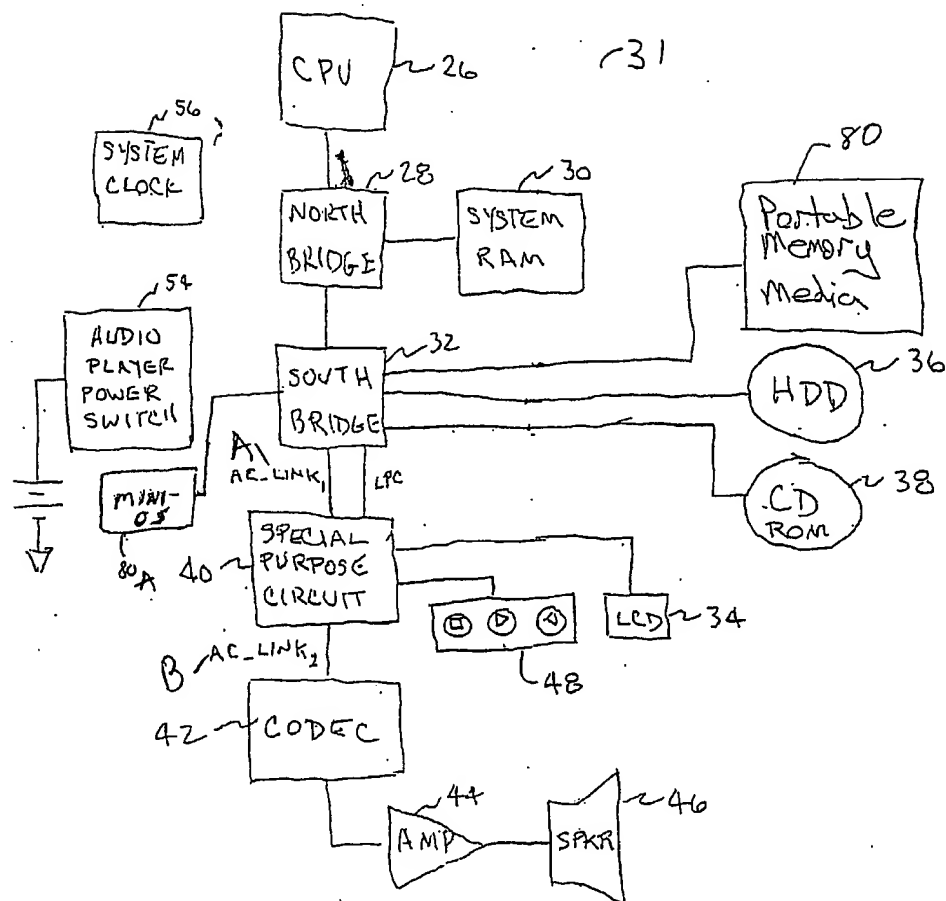 CPU
26
31
56
SYSTEM
CLOCK
28
NORTH
BRIDGE
30
SYSTEM
RAM
80
Portable
Memory
Media
54
AUDIO
PLAYER
POWER
SWITCH
32
SOUTH
BRIDGE
36
HDD
A
AC_LINK1
LPC
MINI-
OS
80A
38
CD
ROM
40
SPECIAL
PURPOSE
CIRCUIT
48
LCD
34
B
AC_LINK2
42
CODEC
44
AMP
46
SPKR